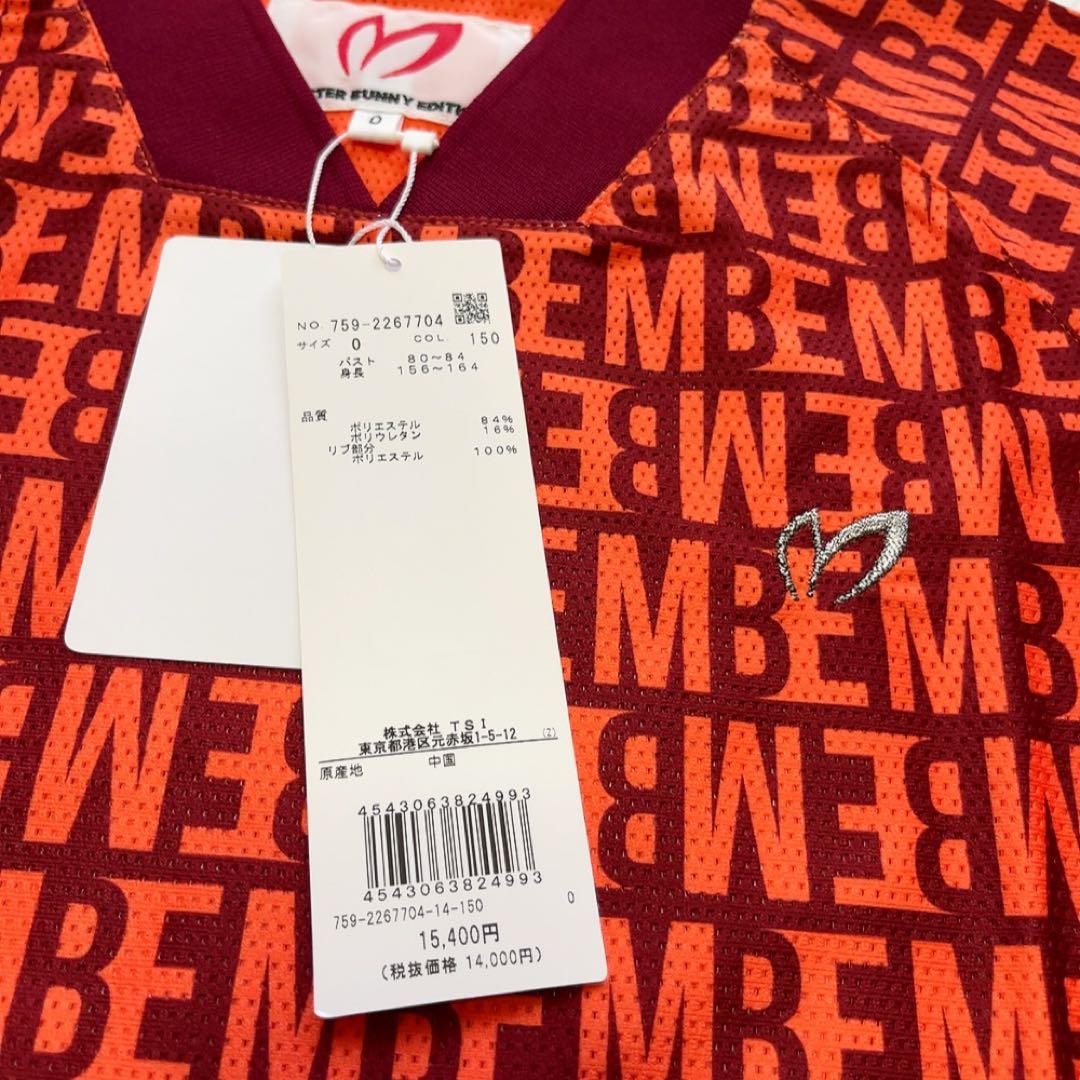 TER BUNNY EDITI
0
NO. 759-2267704
サイズ 0 COL. 150
バスト 80〜84
身長 156〜164
品質
ポリエステル 84%
ポリウレタン 16%
リブ部分
ポリエステル 100%
株式会社 TSI
東京都港区元赤坂1-5-12 (Z)
原産地 中国
4543063824993
4543063824993
759-2267704-14-150 0
15,400円
(税抜価格 14,000円)
MBE MBE MBE